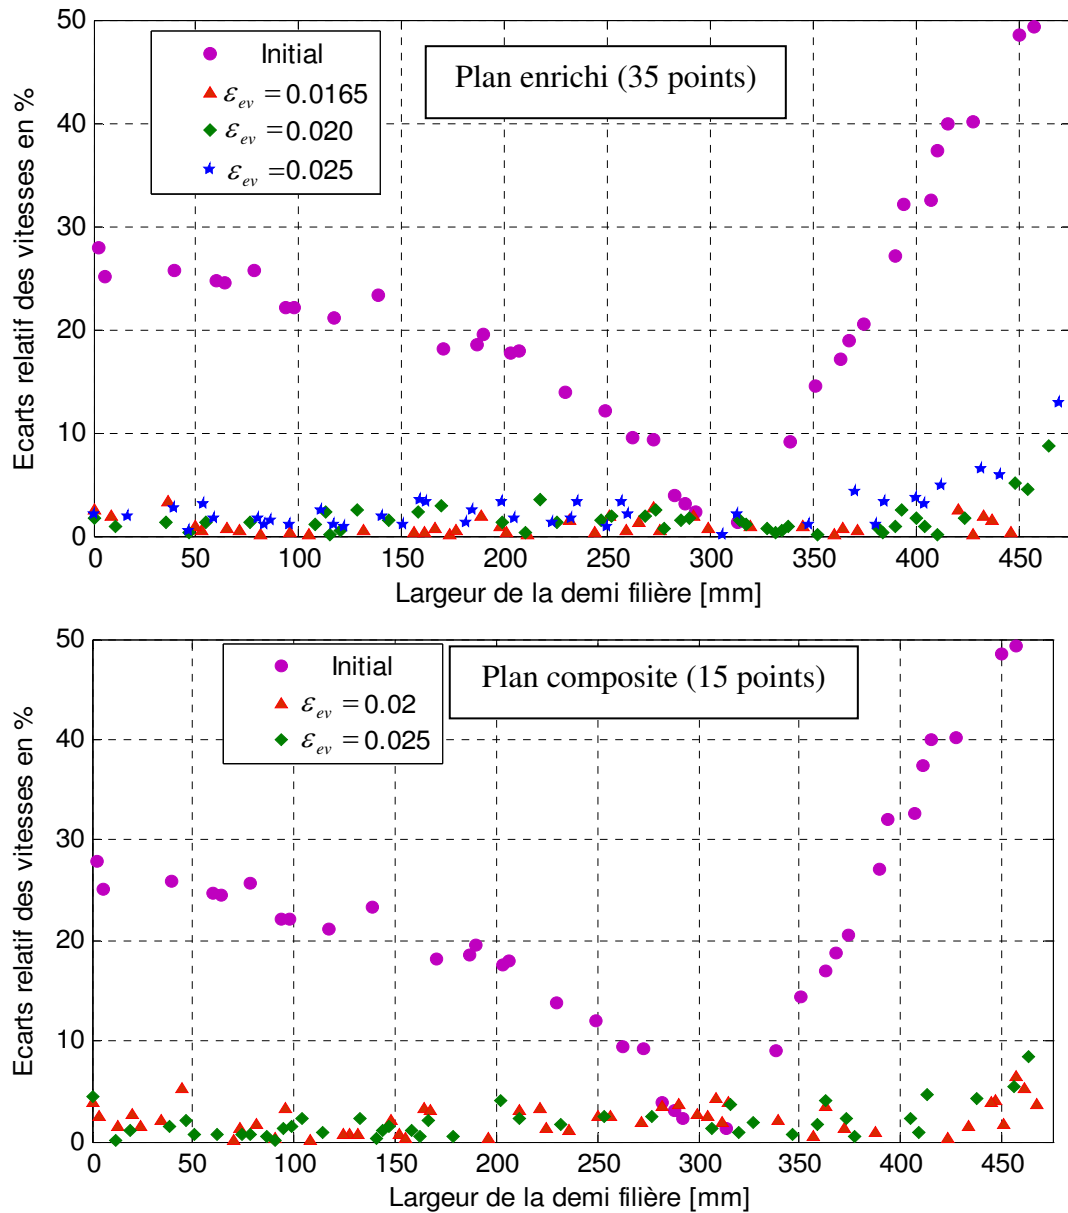 Ecarts relatif des vitesses en %
50
40
30
20
10
0
Initial
ε_ev = 0.0165
ε_ev = 0.020
ε_ev = 0.025
Plan enrichi (35 points)
0 50 100 150 200 250 300 350 400 450
Largeur de la demi filière [mm]
Ecarts relatif des vitesses en %
50
40
30
20
10
0
Initial
ε_ev = 0.02
ε_ev = 0.025
Plan composite (15 points)
0 50 100 150 200 250 300 350 400 450
Largeur de la demi filière [mm]